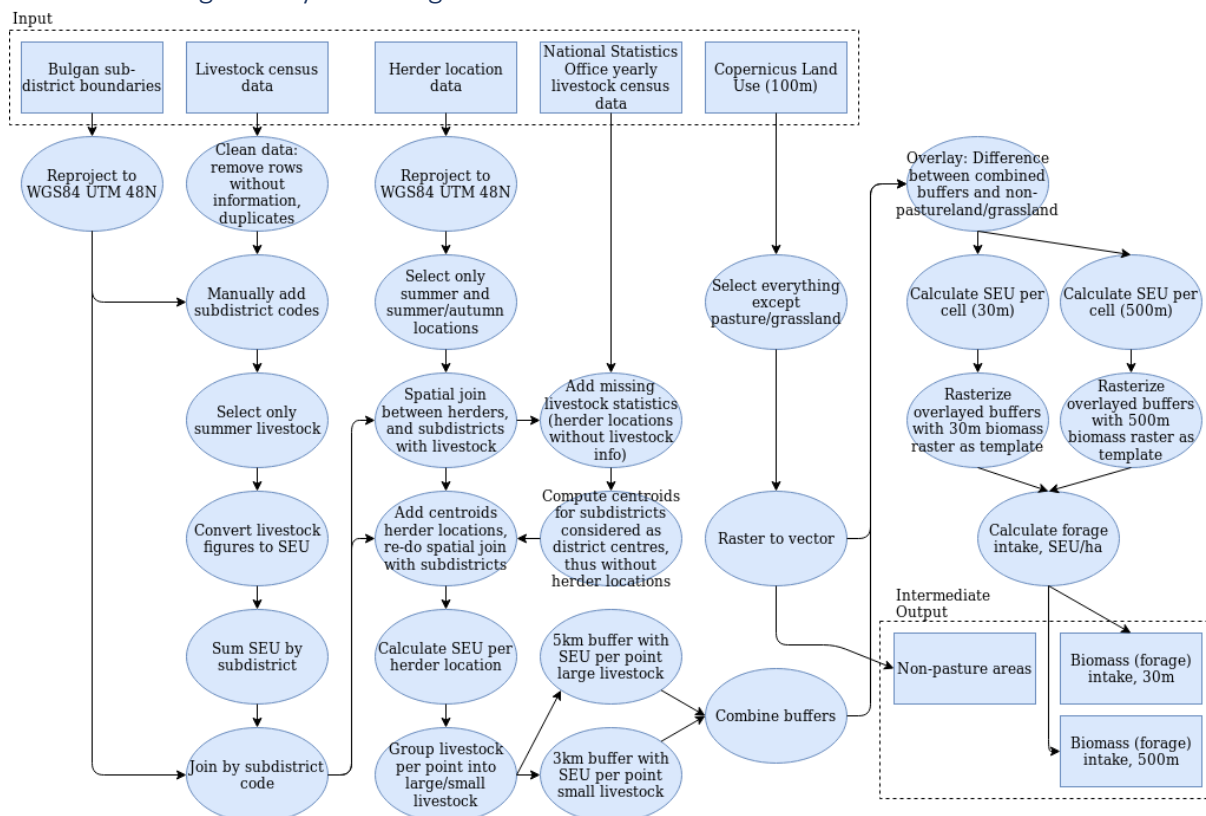 Input
Bulgan sub-
district boundaries
Livestock census
data
Herder location
data
National Statistics
Office yearly
livestock census
data
Copernicus Land
Use (100m)
Reproject to
WGS84 UTM 48N
Clean data:
remove rows
without
information,
duplicates
Reproject to
WGS84 UTM 48N
Overlay: Difference
between combined
buffers and non-
pastureland/grassland
Manually add
subdistrict codes
Select only
summer and
summer/autumn
locations
Select everything
except
pasture/grassland
Calculate SEU per
cell (30m)
Calculate SEU per
cell (500m)
Select only
summer livestock
Spatial join
between herders,
and subdistricts
with livestock
Add missing
livestock statistics
(herder locations
without livestock
info)
Rasterize
overlayed buffers
with 30m biomass
raster as template
Rasterize
overlayed buffers
with 500m
biomass raster as
template
Convert livestock
figures to SEU
Add centroids
herder locations,
re-do spatial join
with subdistricts
Compute centroids
for subdistricts
considered as
district centres,
thus without
herder locations
Raster to vector
Calculate forage
intake, SEU/ha
Intermediate
Output
Sum SEU by
subdistrict
Calculate SEU per
herder location
5km buffer with
SEU per point
large livestock
Non-pasture areas
Biomass (forage)
intake, 30m
Combine buffers
Join by subdistrict
code
Group livestock
per point into
large/small
livestock
3km buffer with
SEU per point
small livestock
Biomass (forage)
intake, 500m